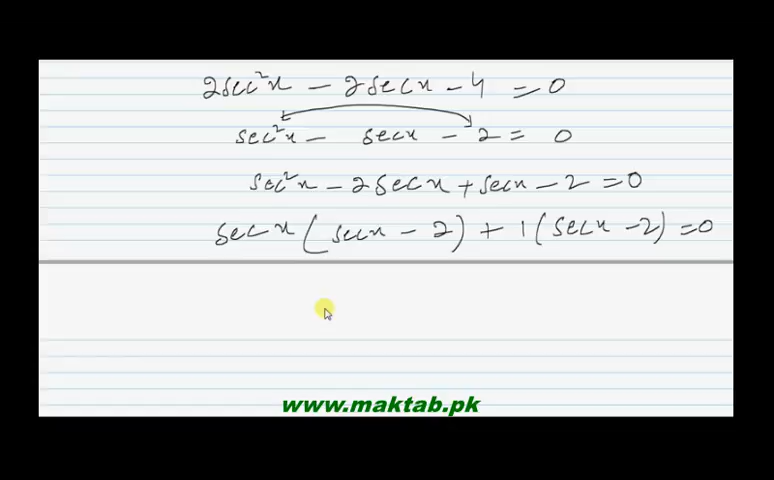 2sec²x − 2secx − 4 = 0
sec²x − secx − 2 = 0
sec²x − 2secx + secx − 2 = 0
secx(secx − 2) + 1(secx − 2) = 0
www.maktab.pk